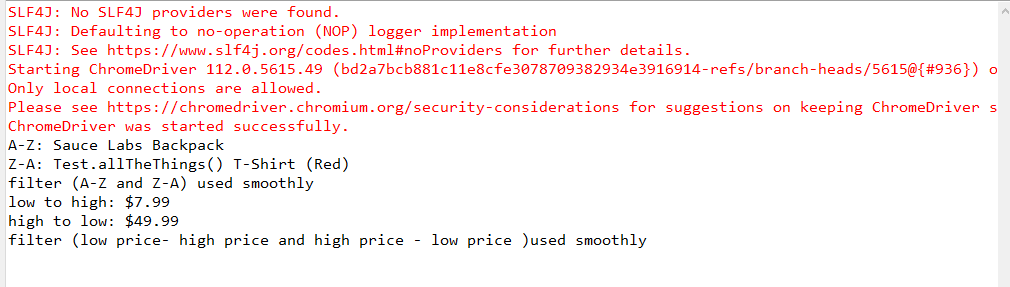 SLF4J: No SLF4J providers were found.
SLF4J: Defaulting to no-operation (NOP) logger implementation
SLF4J: See https://www.slf4j.org/codes.html#noProviders for further details.
Starting ChromeDriver 112.0.5615.49 (bd2a7bcb881c11e8cfe3078709382934e3916914-refs/branch-heads/5615@{#936}) o
Only local connections are allowed.
Please see https://chromedriver.chromium.org/security-considerations for suggestions on keeping ChromeDriver s
ChromeDriver was started successfully.
A-Z: Sauce Labs Backpack
Z-A: Test.allTheThings() T-Shirt (Red)
filter (A-Z and Z-A) used smoothly
low to high: $7.99
high to low: $49.99
filter (low price- high price and high price - low price )used smoothly